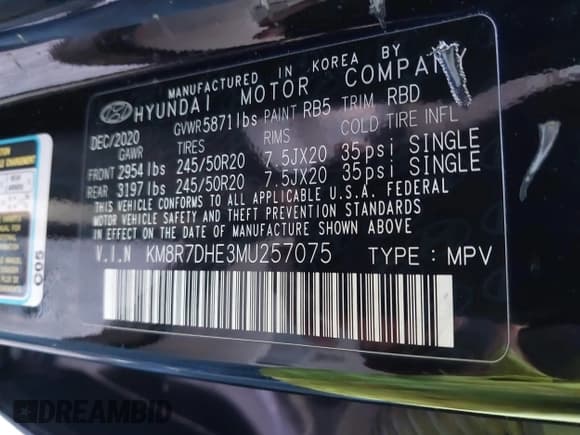 MANUFACTURED IN KOREA BY
HYUNDAI MOTOR COMPANY
DEC/2020 GVWR 5871 lbs PAINT RB5 TRIM RBD
GAWR TIRES RIMS COLD TIRE INFL
FRONT 2954 lbs 245/50R20 7.5JX20 35psi SINGLE
REAR 3197 lbs 245/50R20 7.5JX20 35psi SINGLE
THIS VEHICLE CONFORMS TO ALL APPLICABLE U.S.A. FEDERAL
MOTOR VEHICLE SAFETY AND THEFT PREVENTION STANDARDS
IN EFFECT ON THE DATE OF MANUFACTURE SHOWN ABOVE.
V.I.N KM8R7DHE3MU257075 TYPE : MPV
C05
DREAMBID